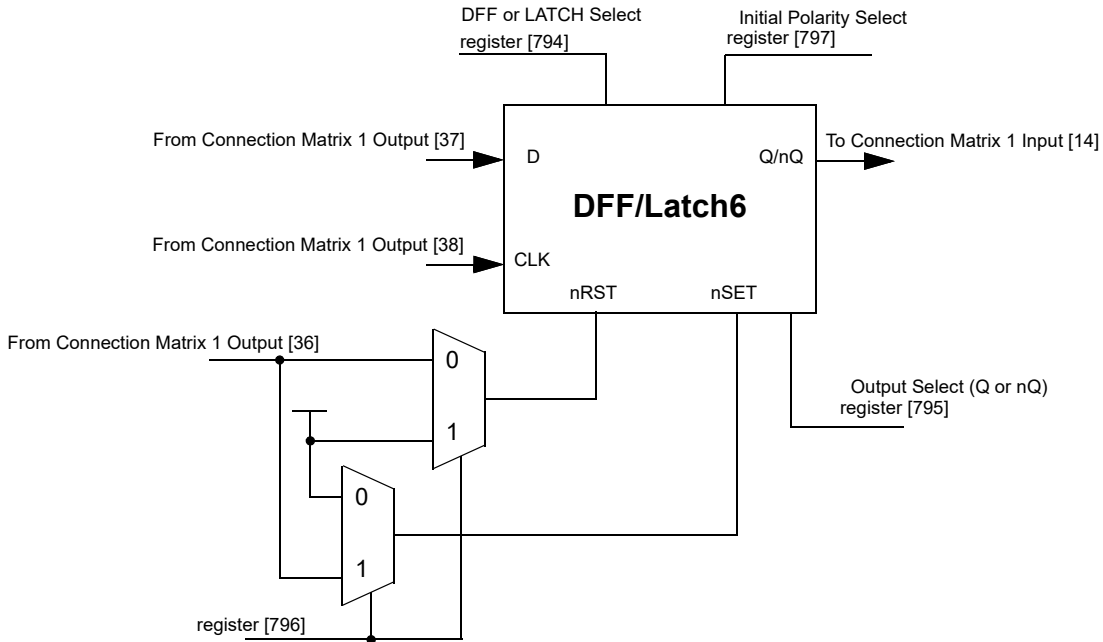 DFF or LATCH Select
register [794]
Initial Polarity Select
register [797]
From Connection Matrix 1 Output [37]
D
Q/nQ
To Connection Matrix 1 Input [14]
DFF/Latch6
From Connection Matrix 1 Output [38]
CLK
nRST
nSET
From Connection Matrix 1 Output [36]
0
1
Output Select (Q or nQ)
register [795]
0
1
register [796]